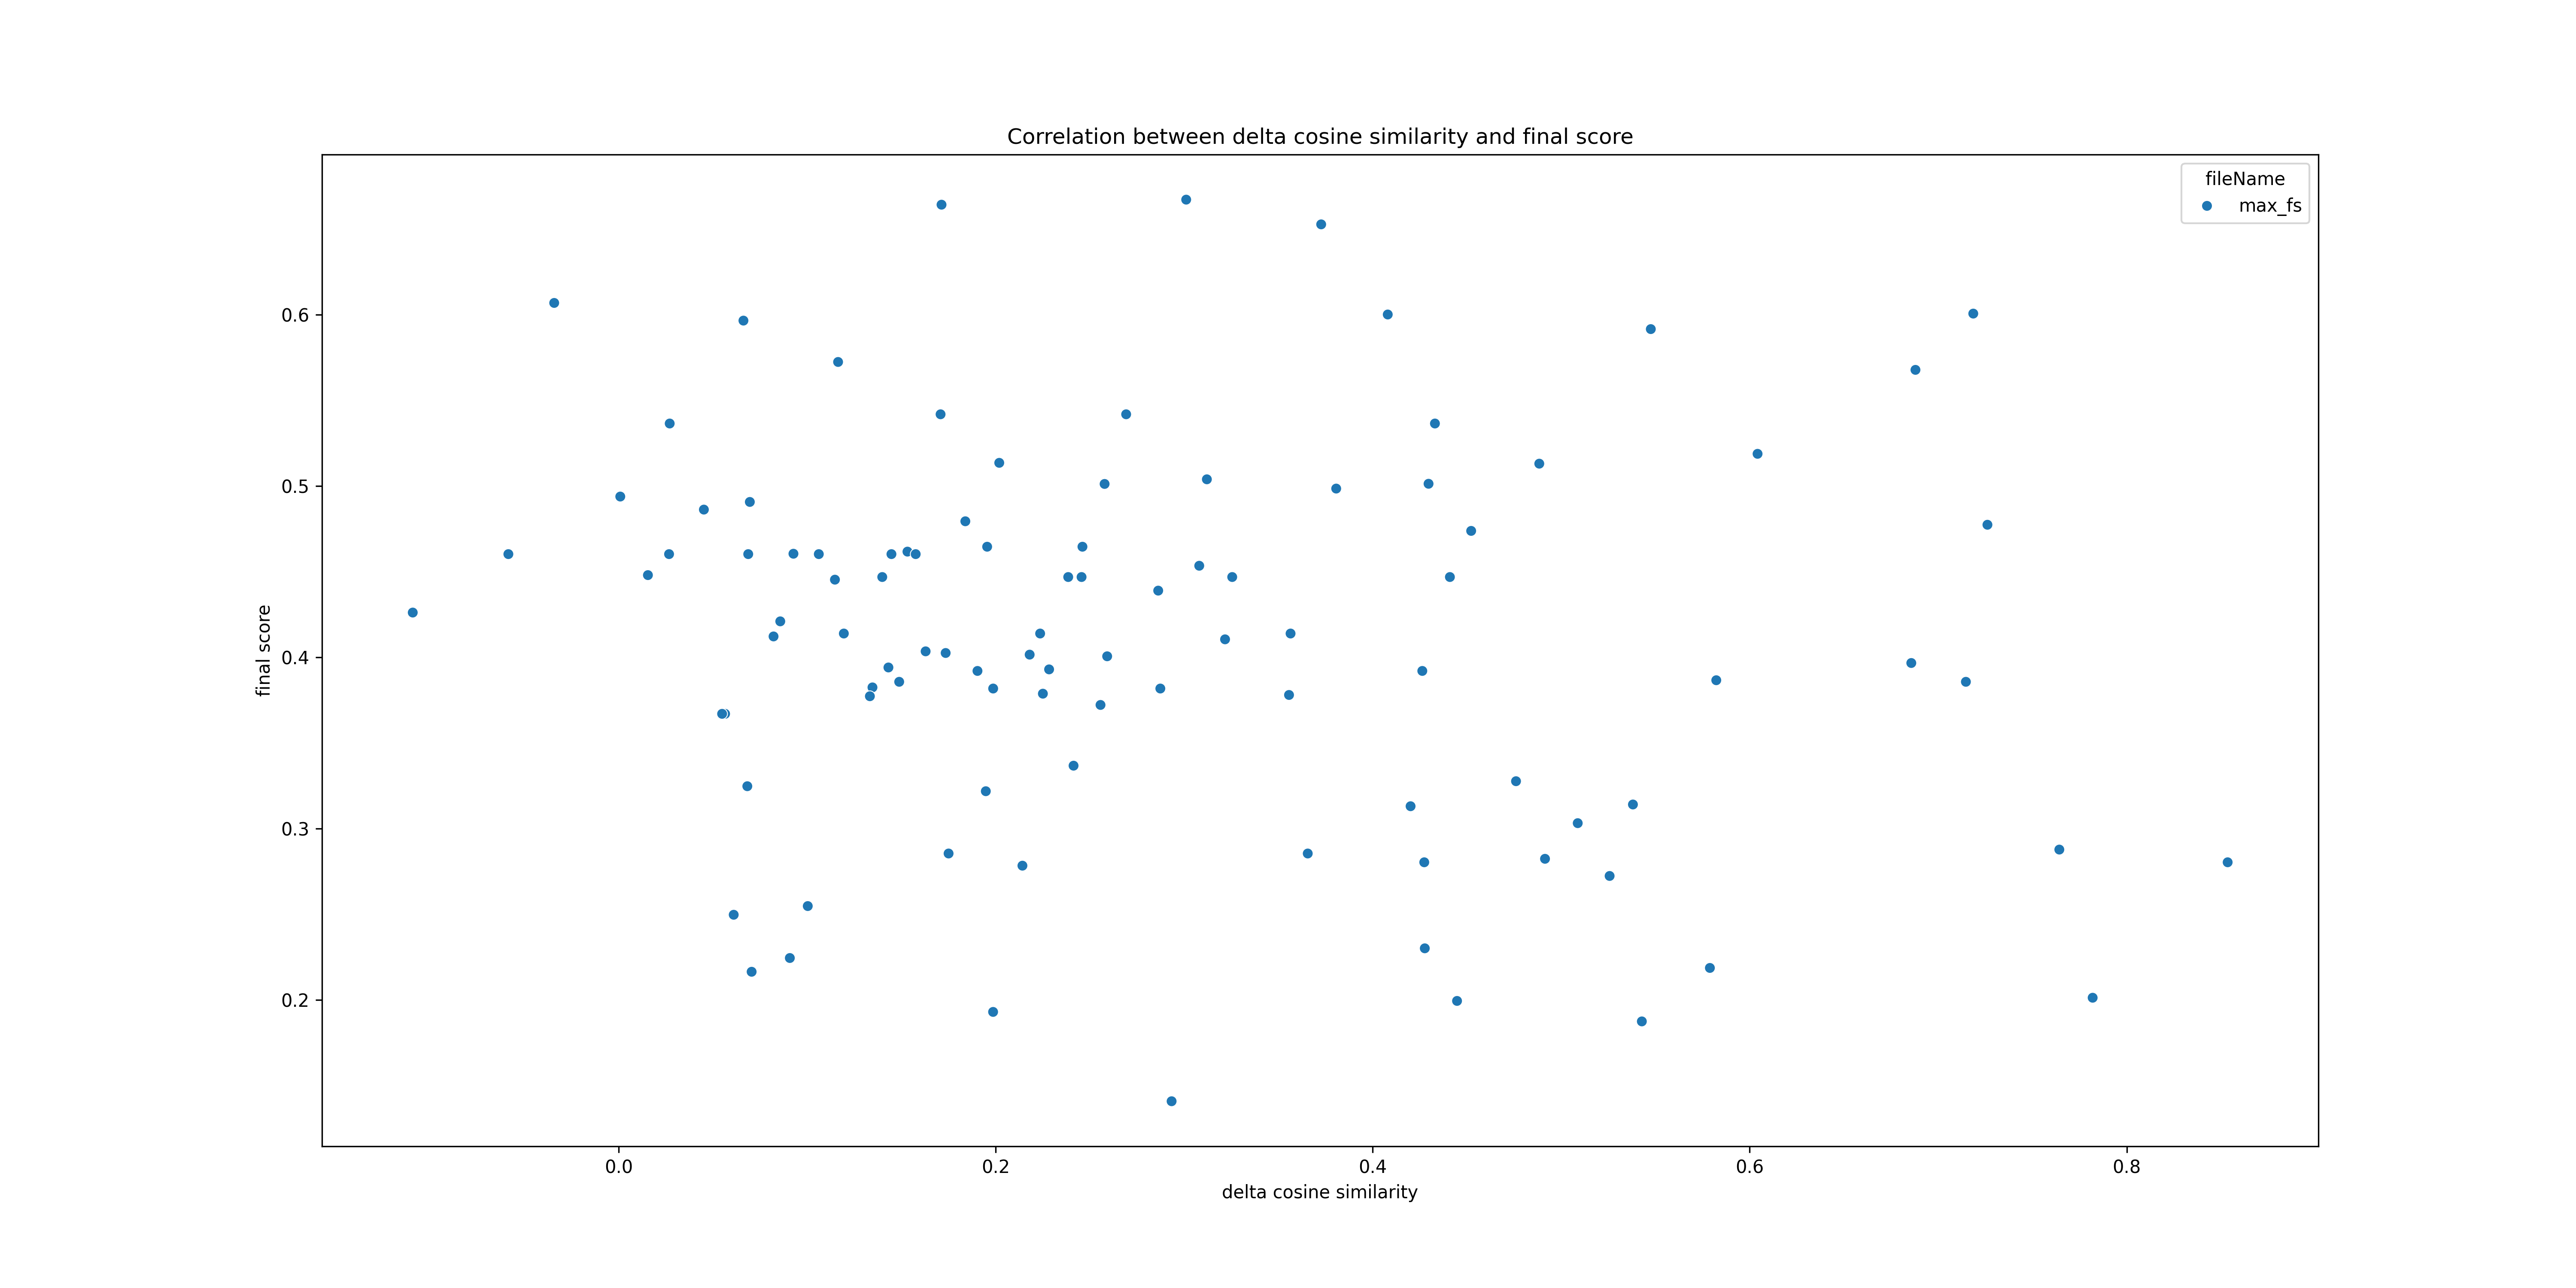 Correlation between delta cosine similarity and final score
fileName
max_fs
final score
0.6
0.5
0.4
0.3
0.2
0.0 0.2 0.4 0.6 0.8
delta cosine similarity